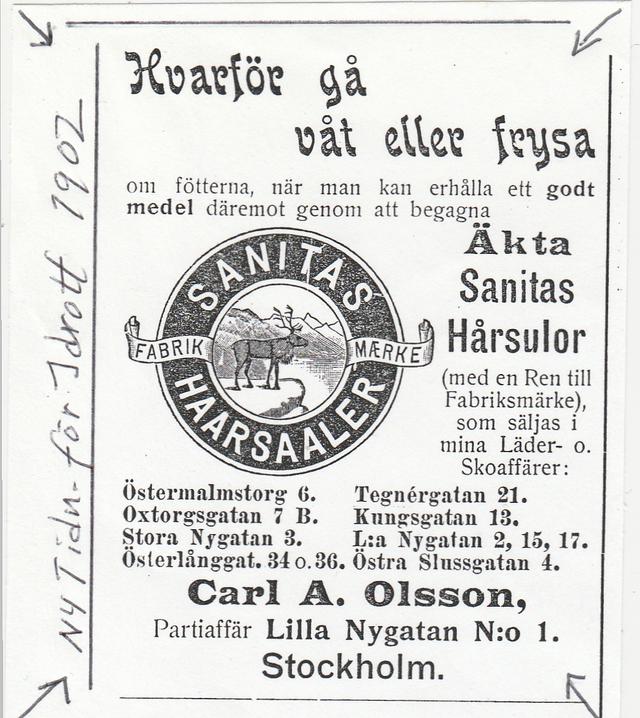 Hvarför gå
våt eller frysa
om fötterna, när man kan erhålla ett godt
medel däremot genom att begagna
SANITAS
FABRIK MÆRKE
HAARSAALER
Äkta
Sanitas
Hårsulor
(med en Ren till
Fabriksmärke),
som säljas i
mina Läder- o.
Skoaffärer:
Östermalmstorg 6. Tegnérgatan 21.
Oxtorgsgatan 7 B. Kungsgatan 13.
Stora Nygatan 3. L:a Nygatan 2, 15, 17.
Österlånggat. 34 o. 36. Östra Slussgatan 4.
Carl A. Olsson,
Partiaffär Lilla Nygatan N:o 1.
Stockholm.
NY Tidn-för Idrott 1902